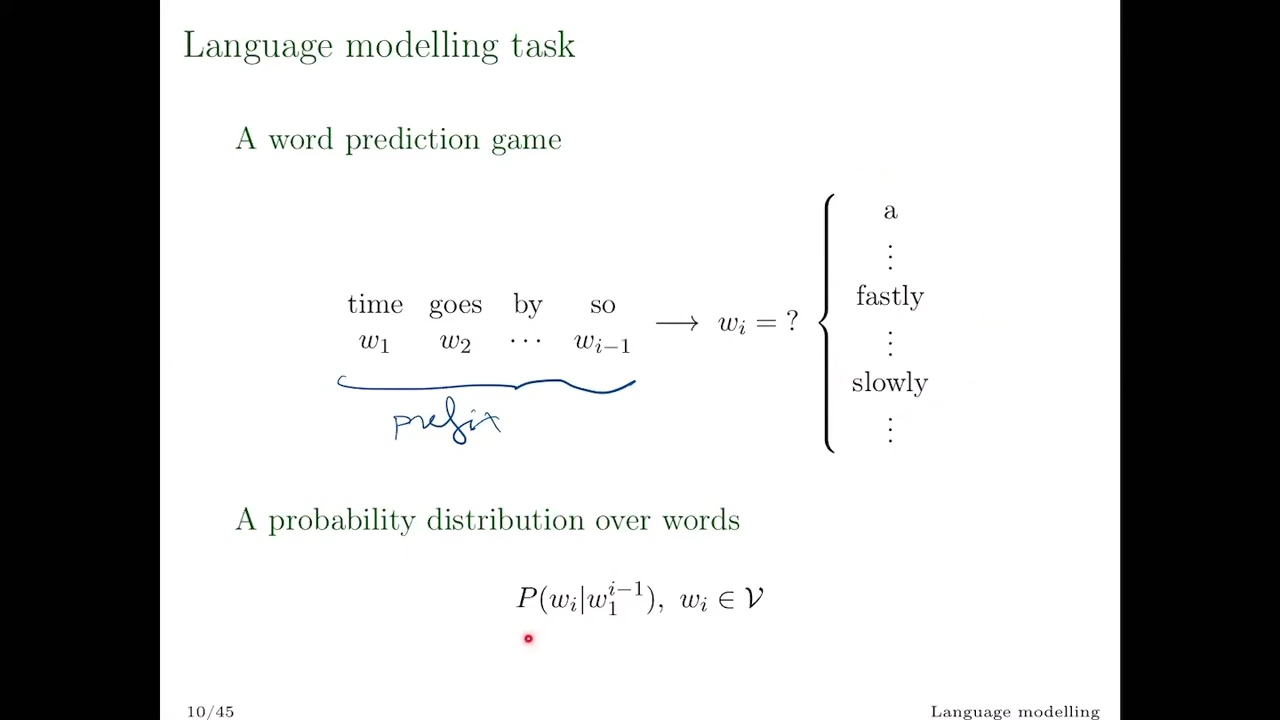 Language modelling task
A word prediction game
time goes by so
w₁ w₂ ⋯ wᵢ₋₁
⟶ wᵢ = ?
a
⋮
fastly
⋮
slowly
⋮
prefix
A probability distribution over words
P(wᵢ|w₁ⁱ⁻¹), wᵢ ∈ 𝒱
10/45
Language modelling